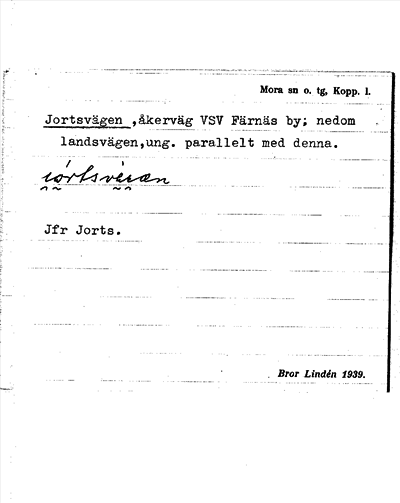 Mora sn o. tg, Kopp. l.
Jortsvägen ,åkerväg VSV Färnäs by; nedom
landsvägen,ung. parallelt med denna.
Jfr Jorts.
Bror Lindén 1939.